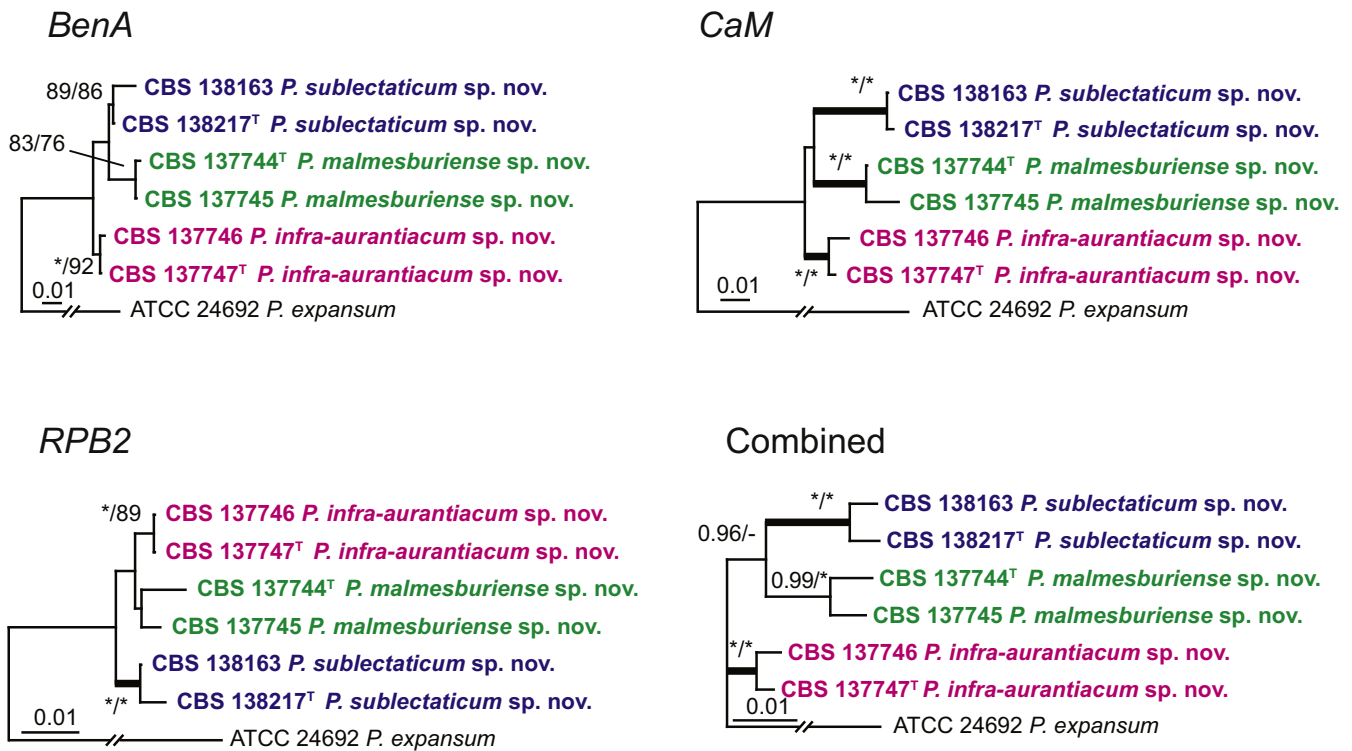 BenA
89/86
CBS 138163 P. sublectaticum sp. nov.
CBS 138217ᵀ P. sublectaticum sp. nov.
83/76
CBS 137744ᵀ P. malmesburiense sp. nov.
CBS 137745 P. malmesburiense sp. nov.
CBS 137746 P. infra-aurantiacum sp. nov.
*/92
CBS 137747ᵀ P. infra-aurantiacum sp. nov.
0.01
ATCC 24692 P. expansum
CaM
*/*
CBS 138163 P. sublectaticum sp. nov.
CBS 138217ᵀ P. sublectaticum sp. nov.
*/*
CBS 137744ᵀ P. malmesburiense sp. nov.
CBS 137745 P. malmesburiense sp. nov.
CBS 137746 P. infra-aurantiacum sp. nov.
*/*
CBS 137747ᵀ P. infra-aurantiacum sp. nov.
0.01
ATCC 24692 P. expansum
RPB2
*/89
CBS 137746 P. infra-aurantiacum sp. nov.
CBS 137747ᵀ P. infra-aurantiacum sp. nov.
CBS 137744ᵀ P. malmesburiense sp. nov.
CBS 137745 P. malmesburiense sp. nov.
CBS 138163 P. sublectaticum sp. nov.
*/*
CBS 138217ᵀ P. sublectaticum sp. nov.
0.01
ATCC 24692 P. expansum
Combined
*/*
CBS 138163 P. sublectaticum sp. nov.
0.96/-
CBS 138217ᵀ P. sublectaticum sp. nov.
0.99/*
CBS 137744ᵀ P. malmesburiense sp. nov.
CBS 137745 P. malmesburiense sp. nov.
*/*
CBS 137746 P. infra-aurantiacum sp. nov.
CBS 137747ᵀ P. infra-aurantiacum sp. nov.
0.01
ATCC 24692 P. expansum